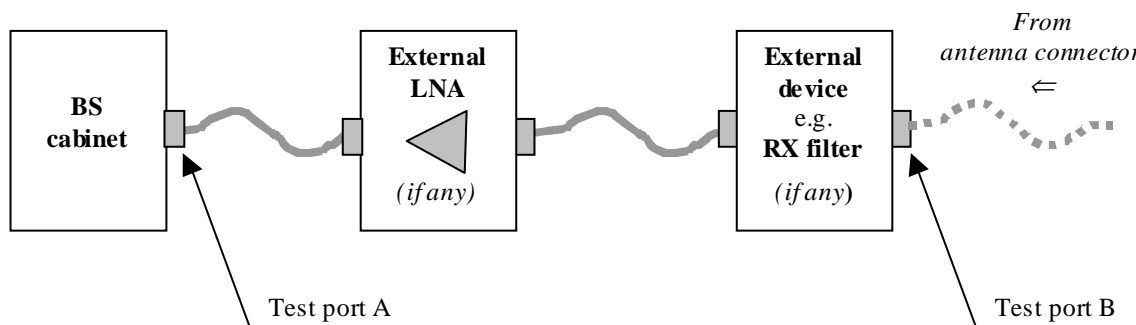 BS
cabinet
External
LNA
(if any)
External
device
e.g.
RX filter
(if any)
From
antenna connector
⇐
Test port A
Test port B